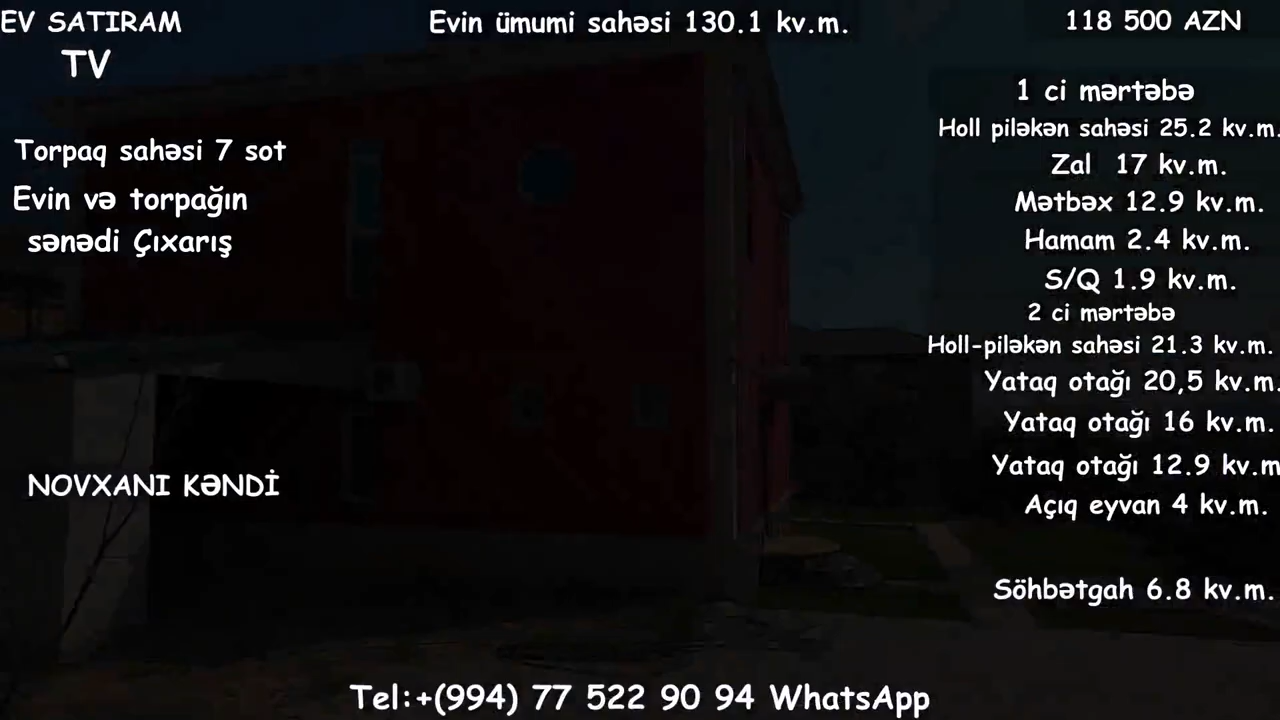 EV SATIRAM
TV
Evin ümumi sahəsi 130.1 kv.m.
118 500 AZN
Torpaq sahəsi 7 sot
Evin və torpağın
sənədi Çıxarış
NOVXANI KƏNDİ
1 ci mərtəbə
Holl piləkən sahəsi 25.2 kv.m.
Zal 17 kv.m.
Mətbəx 12.9 kv.m.
Hamam 2.4 kv.m.
S/Q 1.9 kv.m.
2 ci mərtəbə
Holl-piləkən sahəsi 21.3 kv.m.
Yataq otağı 20,5 kv.m.
Yataq otağı 16 kv.m.
Yataq otağı 12.9 kv.m
Açıq eyvan 4 kv.m.
Söhbətgah 6.8 kv.m.
Tel:+(994) 77 522 90 94 WhatsApp